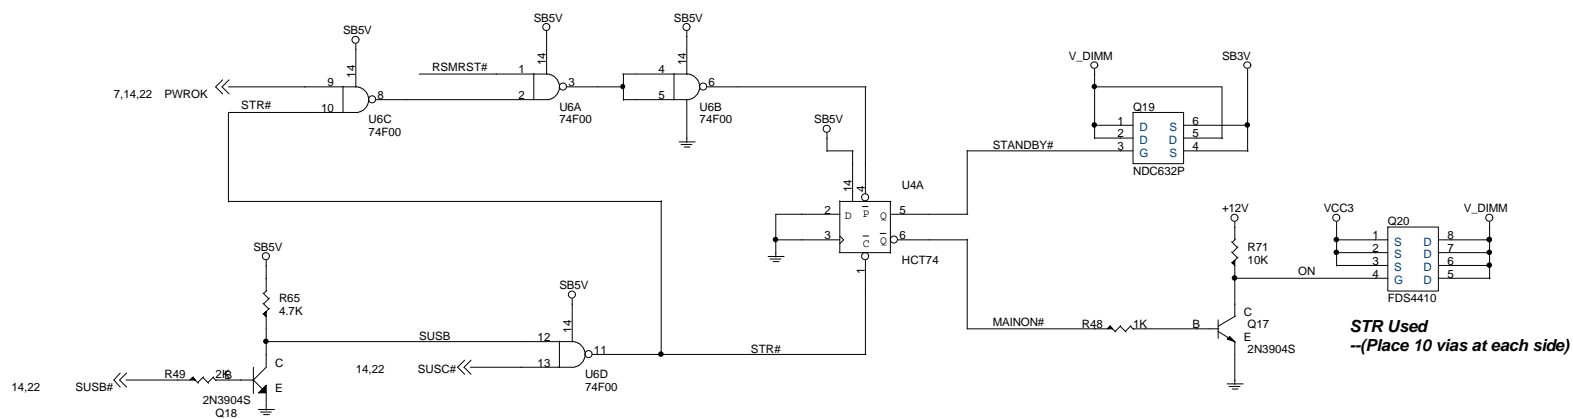 SB5V
SB5V
SB5V
14
14
14
RSMRST#
1
2
3
4
5
6
7,14,22 PWROK
9
10
8
STR#
U6C
74F00
U6A
74F00
U6B
74F00
V_DIMM
SB3V
Q19
1 D S 6
2 D D 5
3 G S 4
NDC632P
STANDBY#
SB5V
14
4
U4A
2 D P Q 5
3 C Q 6
1
HCT74
+12V
R71
10K
ON
VCC3
V_DIMM
Q20
1 S D 8
2 S D 7
3 S D 6
4 G D 5
FDS4410
STR Used
--(Place 10 vias at each side)
MAINON#
R48 1K
B
C
Q17
E
2N3904S
SB5V
R65
4.7K
SB5V
14
SUSB
12
13
11
STR#
U6D
74F00
14,22 SUSC#
14,22 SUSB#
R49 2K B
C
E
2N3904S
Q18